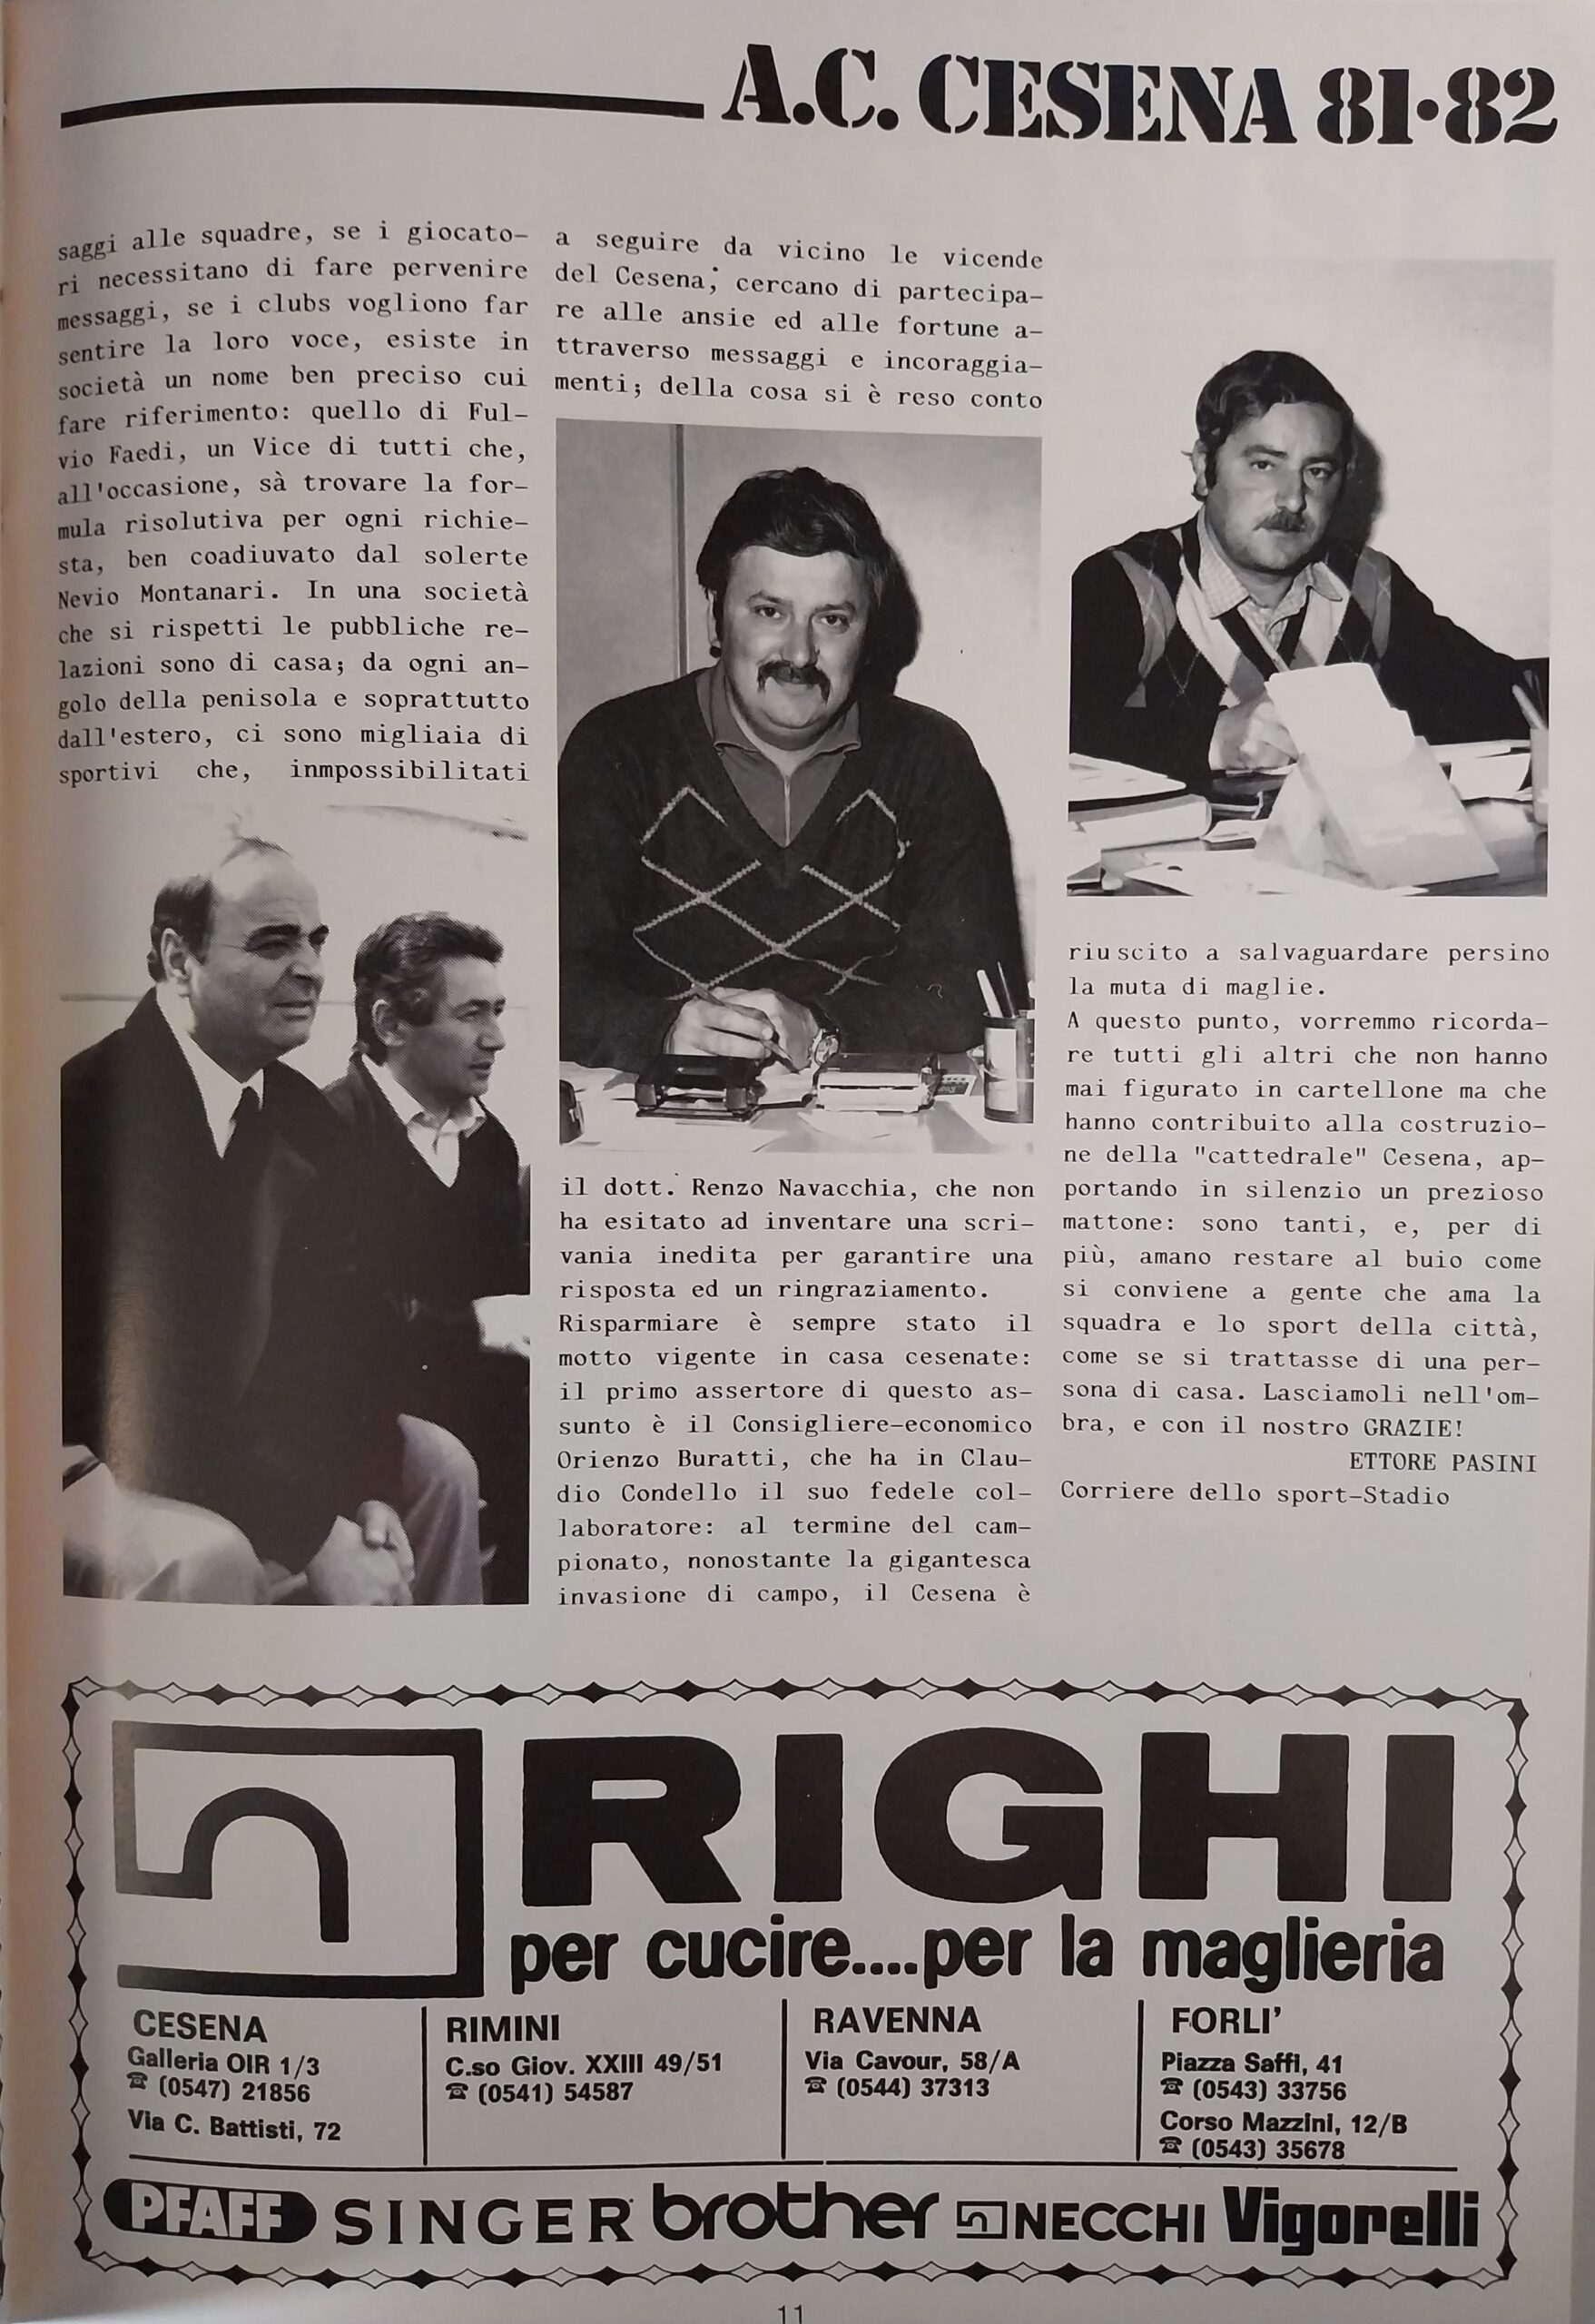 A.C. CESENA 81·82
saggi alle squadre, se i giocato-
ri necessitano di fare pervenire
messaggi, se i clubs vogliono far
sentire la loro voce, esiste in
società un nome ben preciso cui
fare riferimento: quello di Ful-
vio Faedi, un Vice di tutti che,
all'occasione, sà trovare la for-
mula risolutiva per ogni richie-
sta, ben coadiuvato dal solerte
Nevio Montanari. In una società
che si rispetti le pubbliche re-
lazioni sono di casa; da ogni an-
golo della penisola e soprattutto
dall'estero, ci sono migliaia di
sportivi che, inmpossibilitati
a seguire da vicino le vicende
del Cesena; cercano di partecipa-
re alle ansie ed alle fortune a-
ttraverso messaggi e incoraggia-
menti; della cosa si è reso conto
il dott. Renzo Navacchia, che non
ha esitato ad inventare una scri-
vania inedita per garantire una
risposta ed un ringraziamento.
Risparmiare è sempre stato il
motto vigente in casa cesenate:
il primo assertore di questo as-
sunto è il Consigliere-economico
Orienzo Buratti, che ha in Clau-
dio Condello il suo fedele col-
laboratore: al termine del cam-
pionato, nonostante la gigantesca
invasione di campo, il Cesena è
riuscito a salvaguardare persino
la muta di maglie.
A questo punto, vorremmo ricorda-
re tutti gli altri che non hanno
mai figurato in cartellone ma che
hanno contribuito alla costruzio-
ne della "cattedrale" Cesena, ap-
portando in silenzio un prezioso
mattone: sono tanti, e, per di
più, amano restare al buio come
si conviene a gente che ama la
squadra e lo sport della città,
come se si trattasse di una per-
sona di casa. Lasciamoli nell'om-
bra, e con il nostro GRAZIE!
ETTORE PASINI
Corriere dello sport-Stadio
RIGHI
per cucire....per la maglieria
CESENA
Galleria OIR 1/3
☎ (0547) 21856
Via C. Battisti, 72
RIMINI
C.so Giov. XXIII 49/51
☎ (0541) 54587
RAVENNA
Via Cavour, 58/A
☎ (0544) 37313
FORLI'
Piazza Saffi, 41
☎ (0543) 33756
Corso Mazzini, 12/B
☎ (0543) 35678
PFAFF SINGER brother NECCHI Vigorelli
11